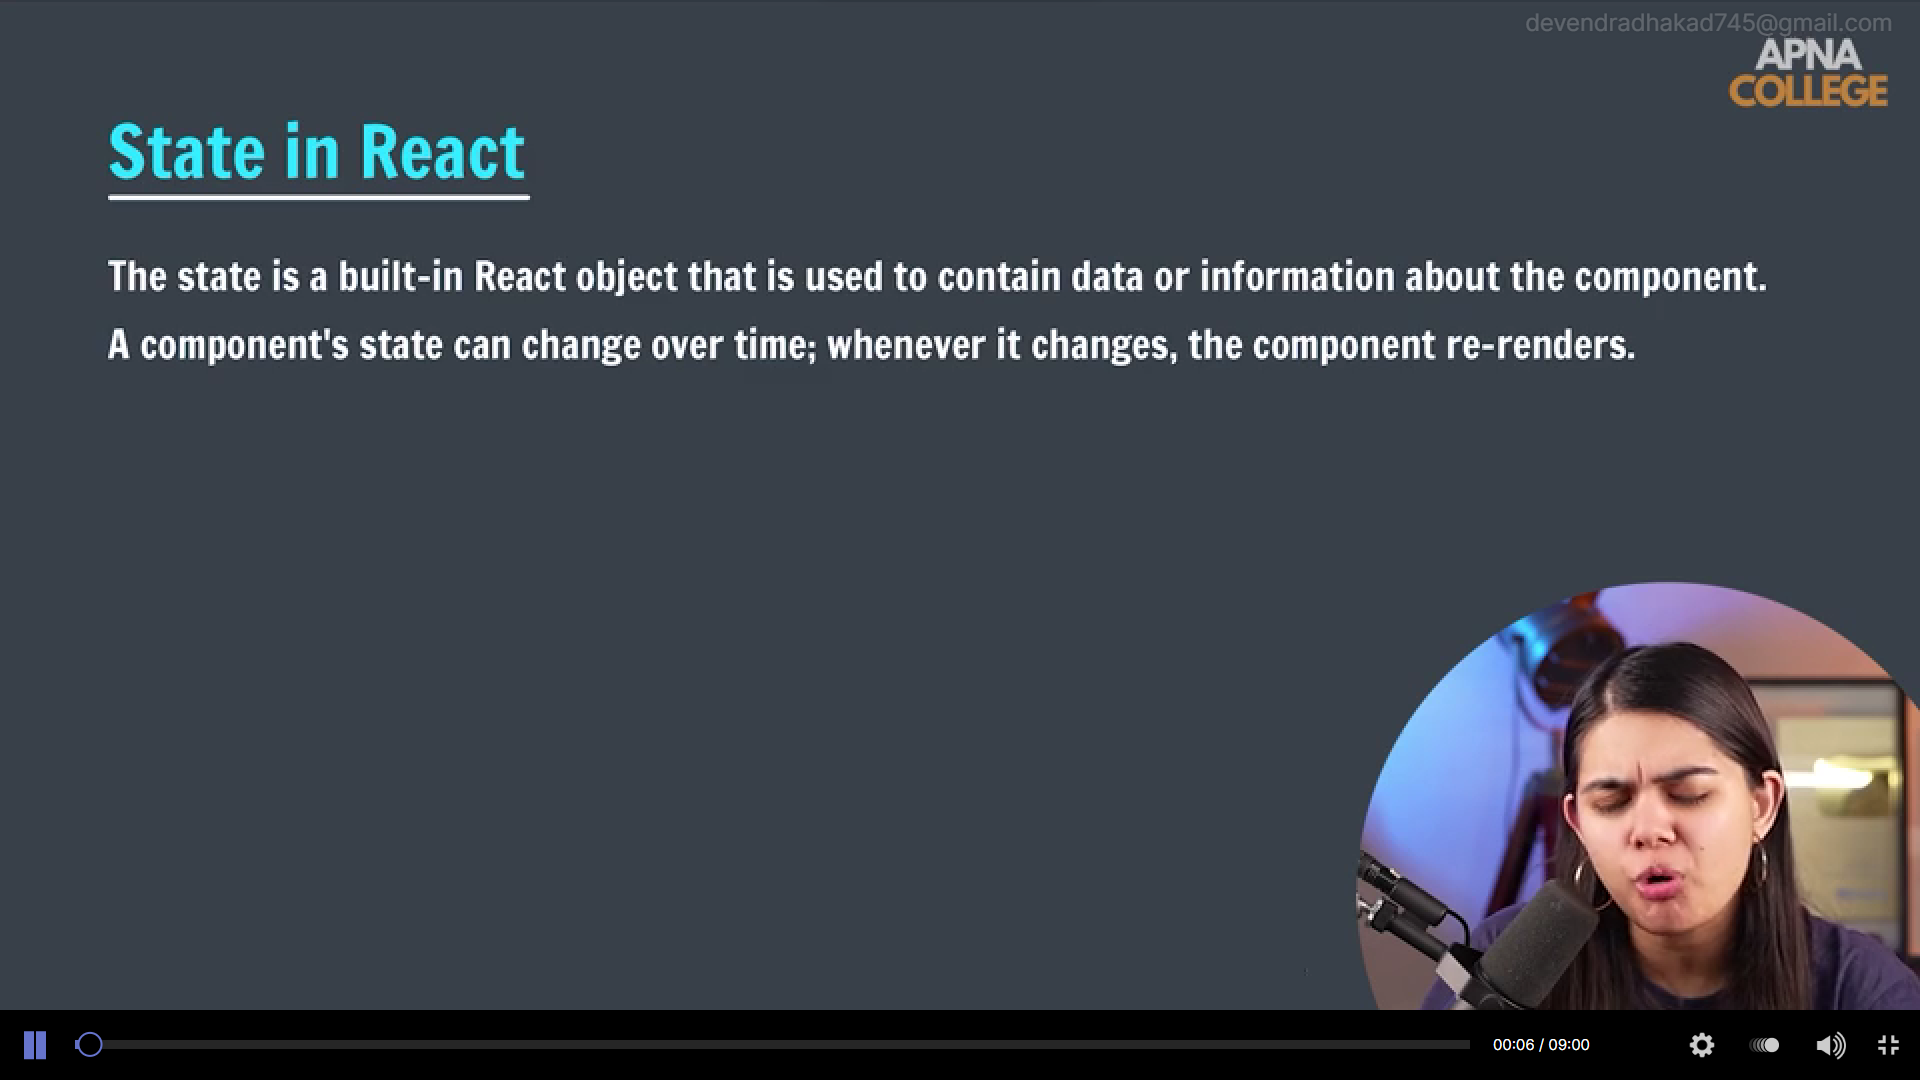 devendradhakad745@gmail.com
APNA
COLLEGE
State in React
The state is a built-in React object that is used to contain data or information about the component.
A component's state can change over time; whenever it changes, the component re-renders.
00:06 / 09:00